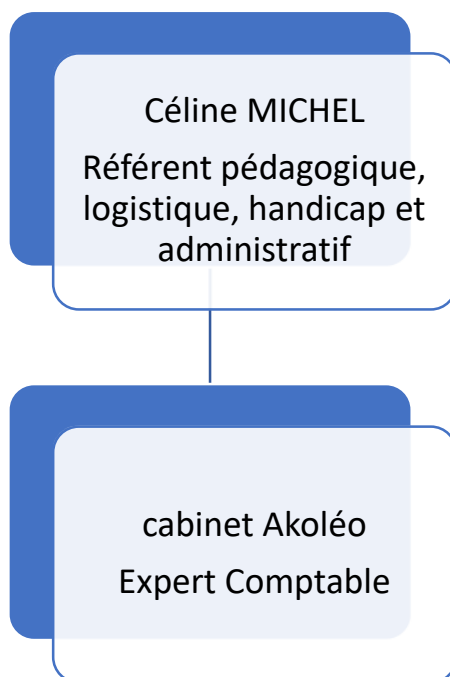 Céline MICHEL
Référent pédagogique,
logistique, handicap et
administratif
cabinet Akoléo
Expert Comptable